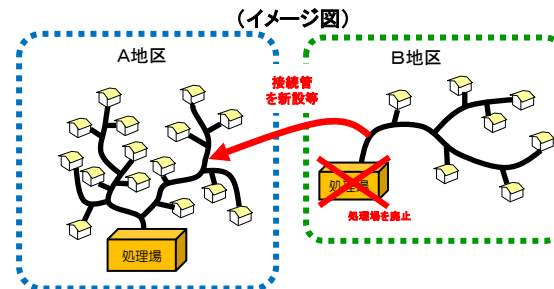 （イメージ図）
A地区
B地区
接続管
を新設等
処理場
処理場を廃止
処理場